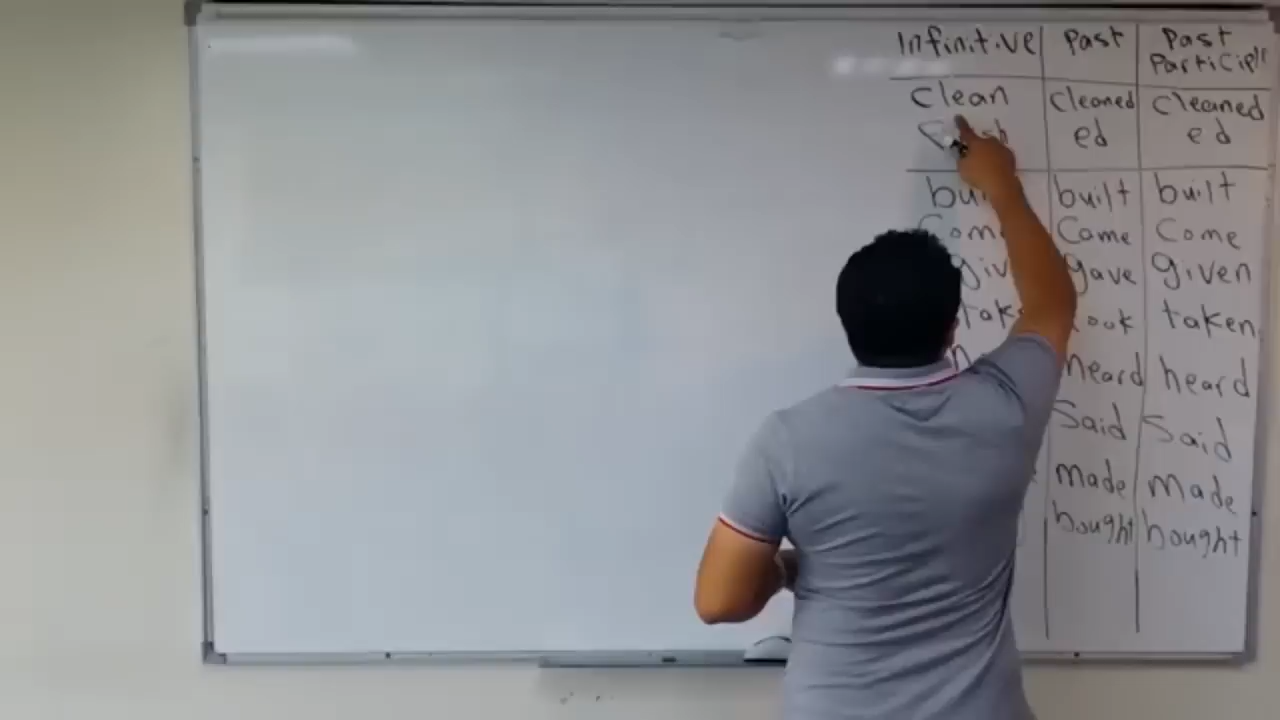 Infinitive Past Past Participle
clean cleaned cleaned
ed ed
built built
came come
gave given
taken
heard heard
said said
made made
bought bought